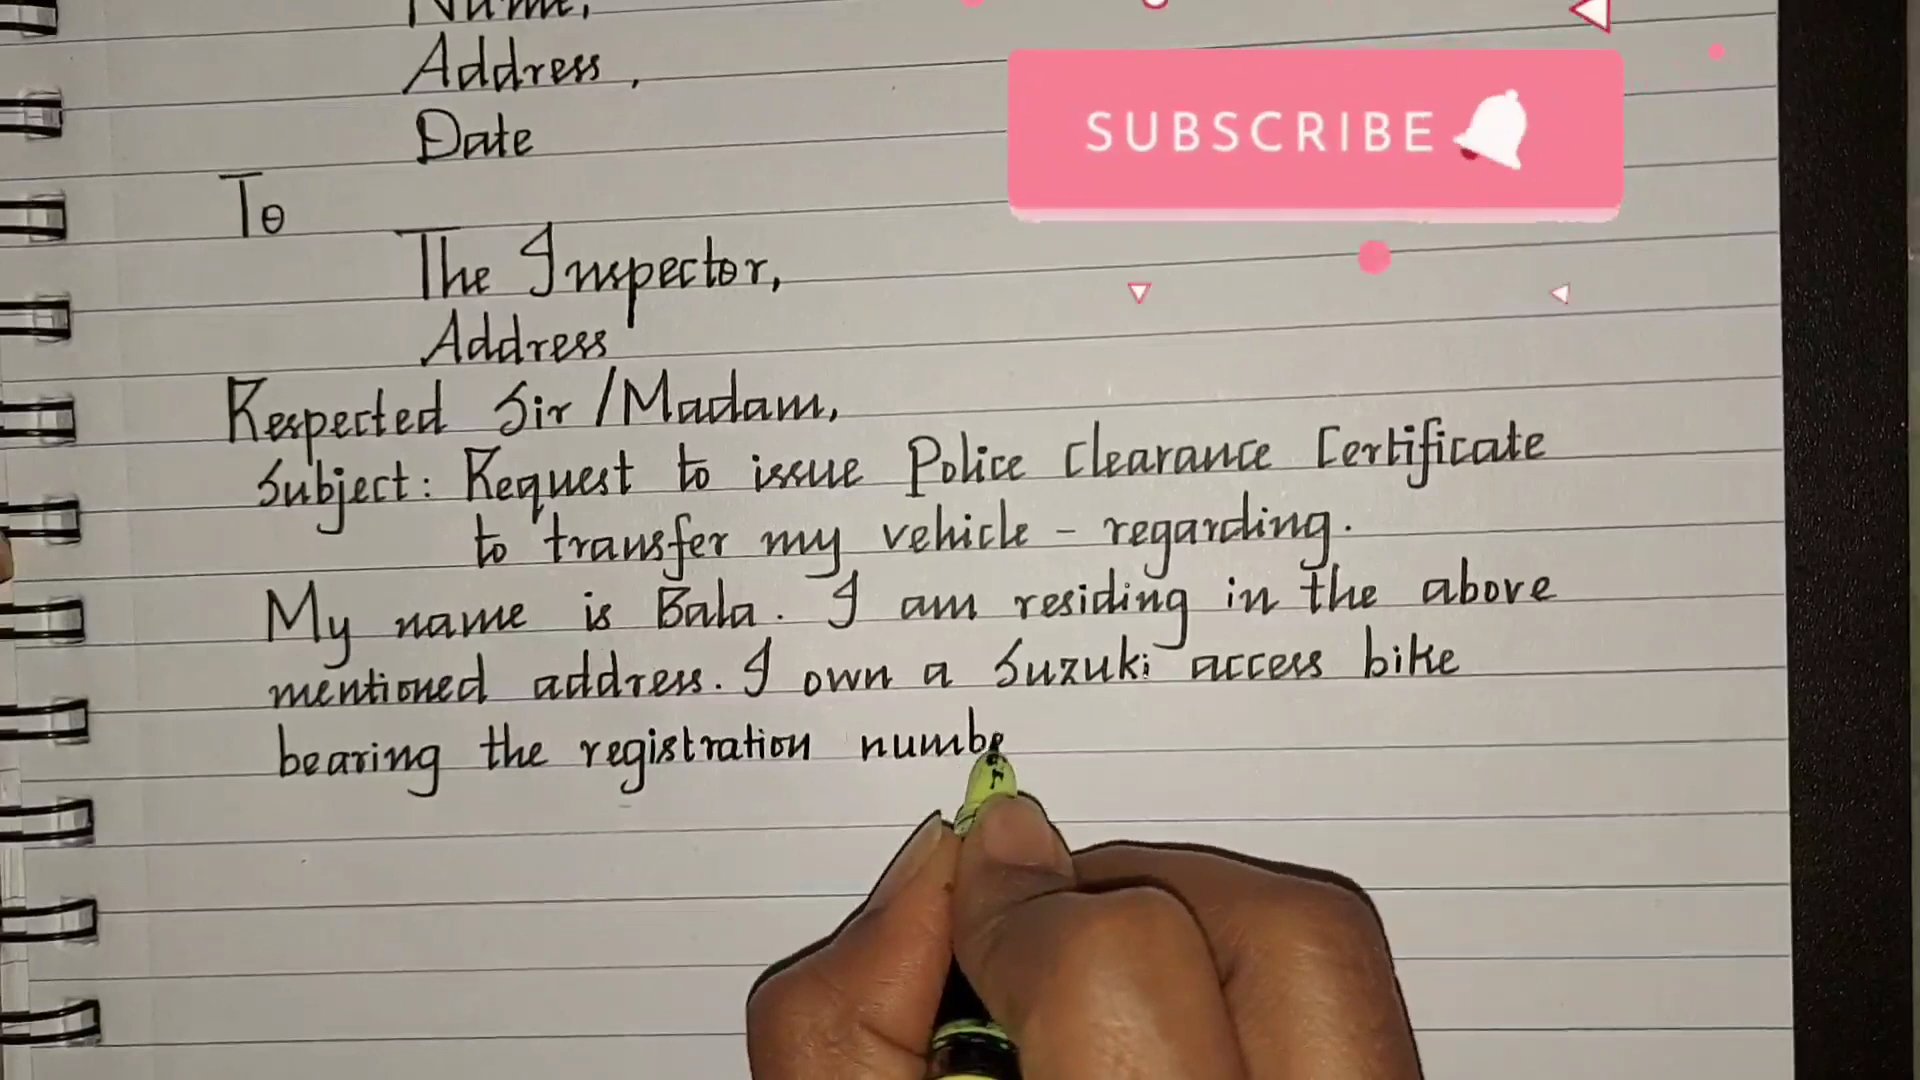 Name,
Address,
Date
SUBSCRIBE
To
The Inspector,
Address
Respected Sir/Madam,
Subject: Request to issue Police Clearance Certificate
to transfer my vehicle - regarding.
My name is Bala. I am residing in the above
mentioned address. I own a Suzuki access bike
bearing the registration numbe